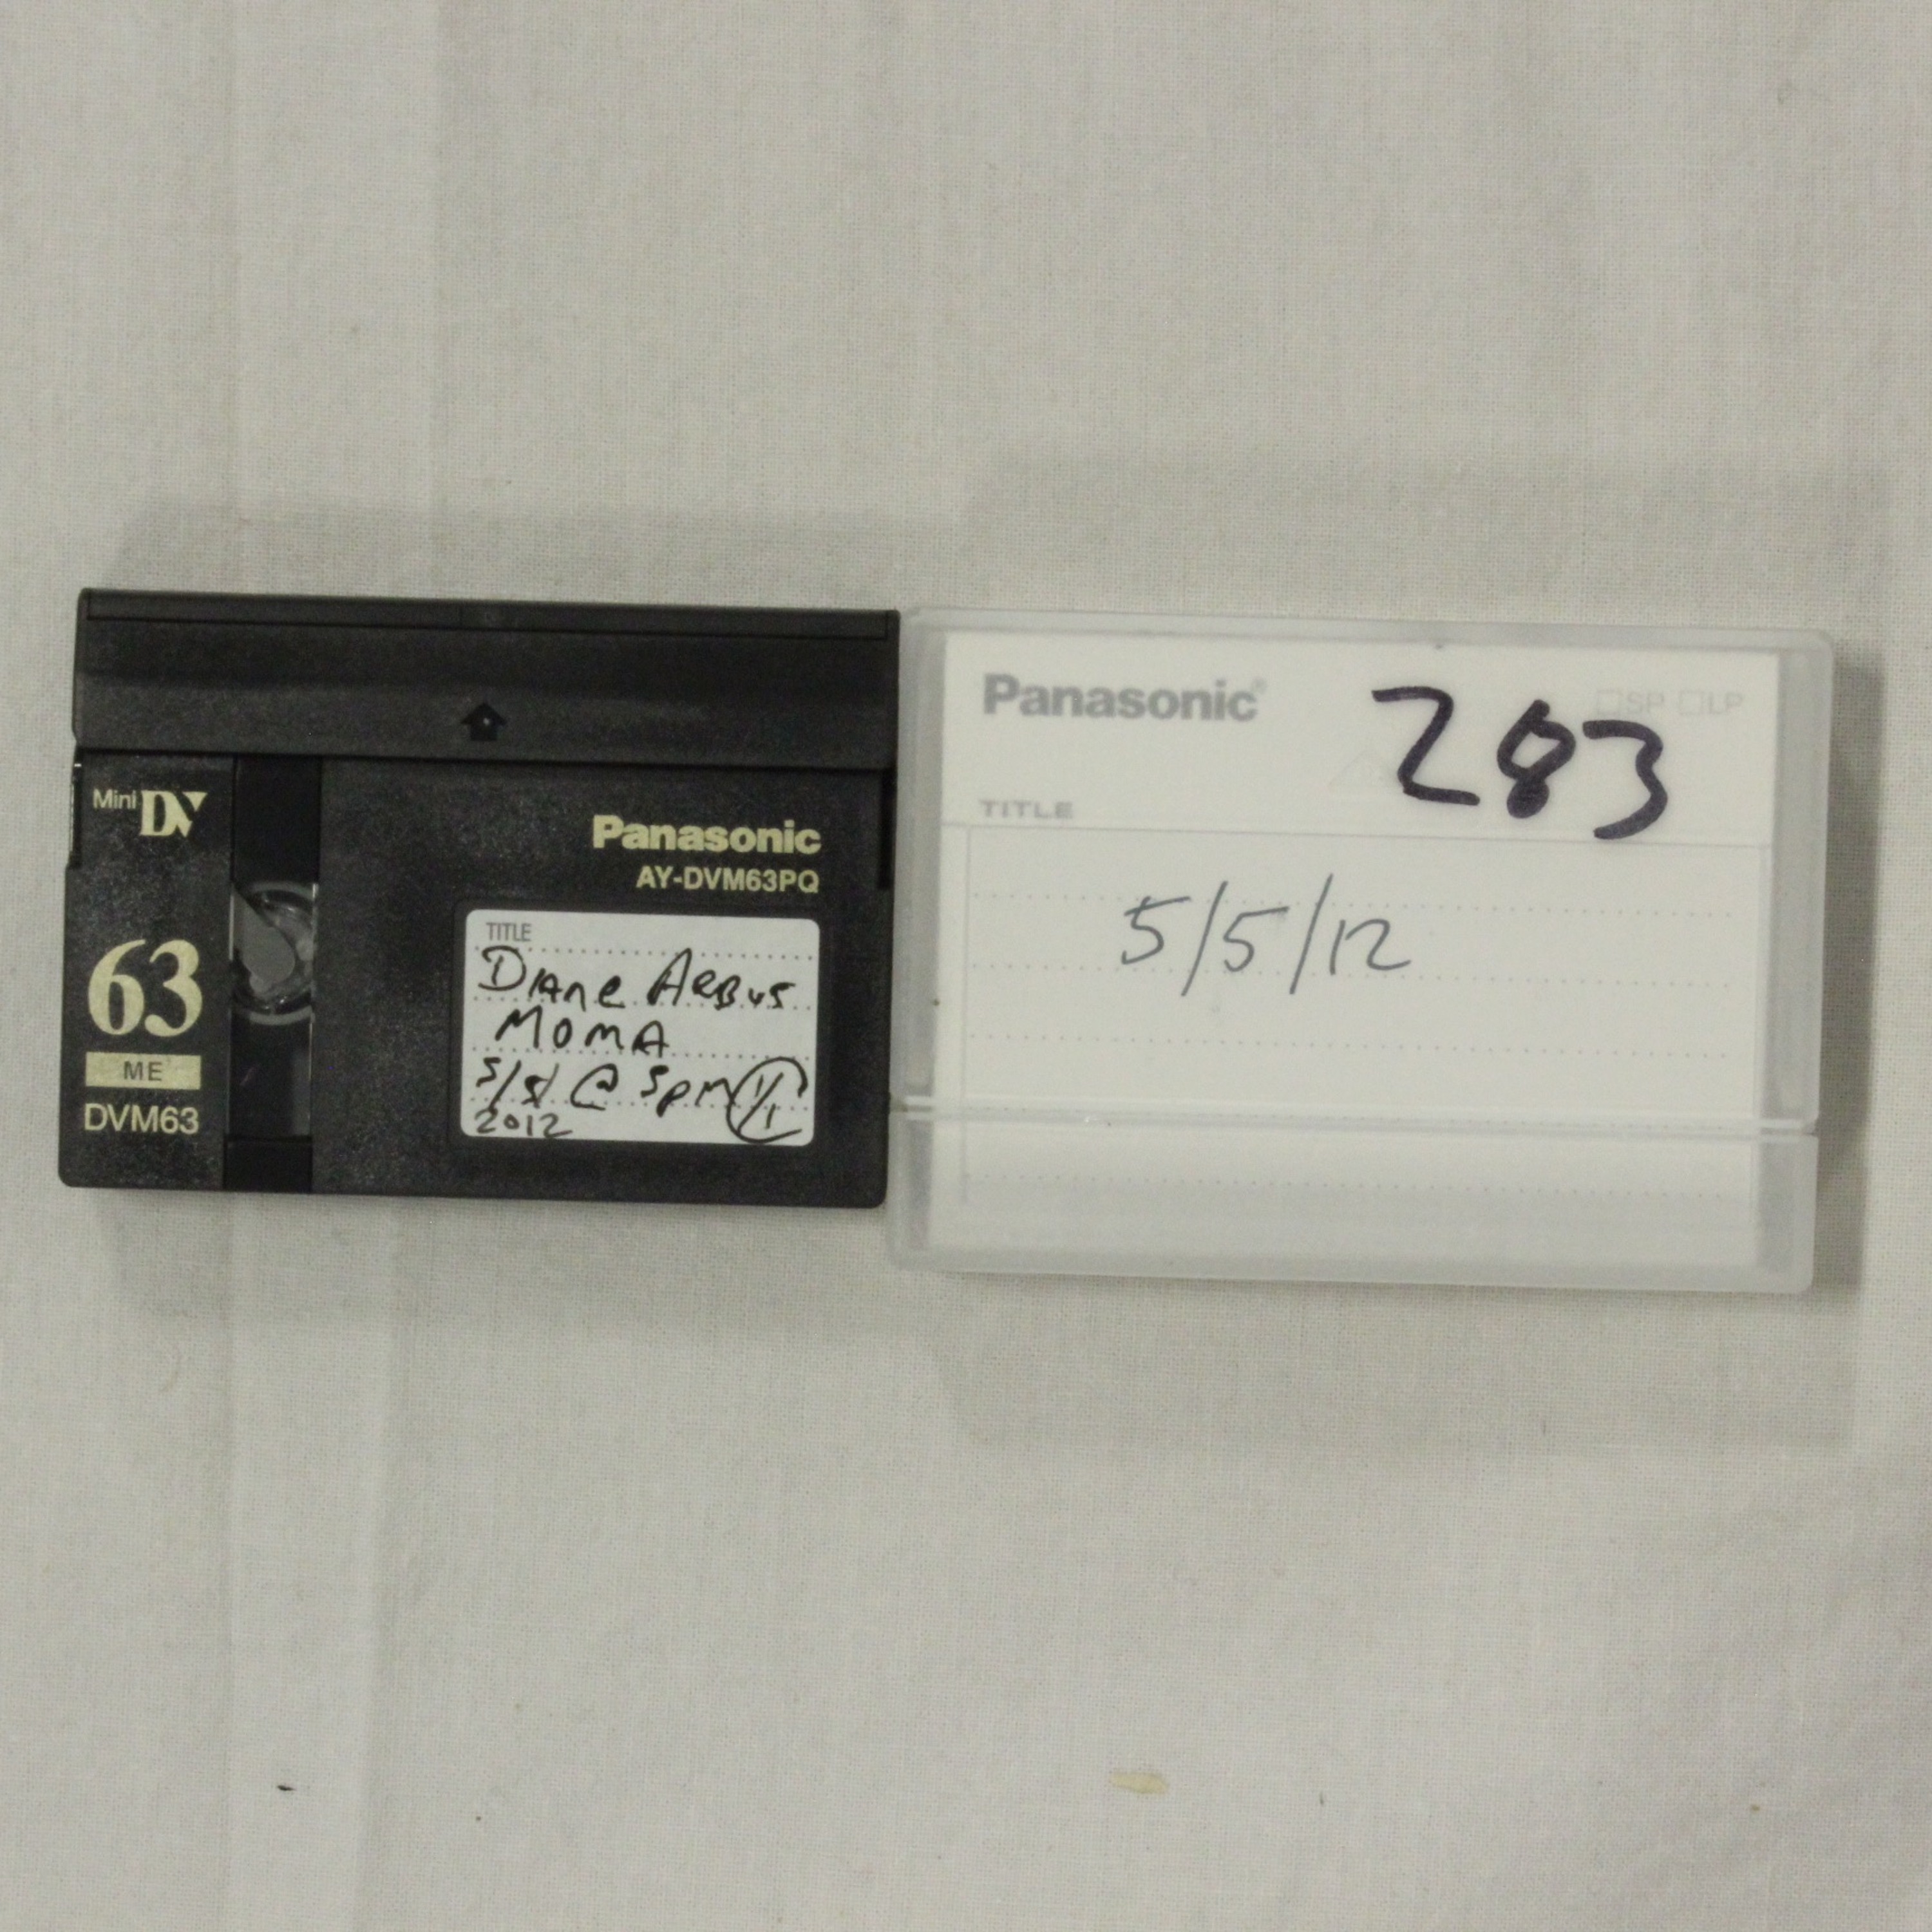 Mini DV
63
ME
DVM63
Panasonic
AY-DVM63PQ
TITLE
Diane Arbus
MOMA
5/5/ @ 5pm 1/1
2012
Panasonic®
283
SP LP
TITLE
5/5/12